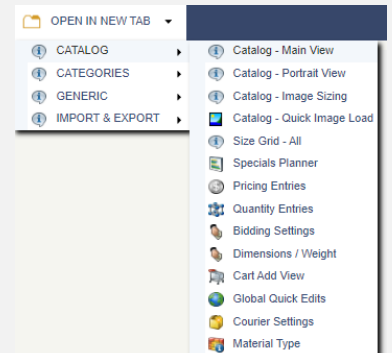 OPEN IN NEW TAB
CATALOG
CATEGORIES
GENERIC
IMPORT & EXPORT
Catalog - Main View
Catalog - Portrait View
Catalog - Image Sizing
Catalog - Quick Image Load
Size Grid - All
Specials Planner
Pricing Entries
Quantity Entries
Bidding Settings
Dimensions / Weight
Cart Add View
Global Quick Edits
Courier Settings
Material Type